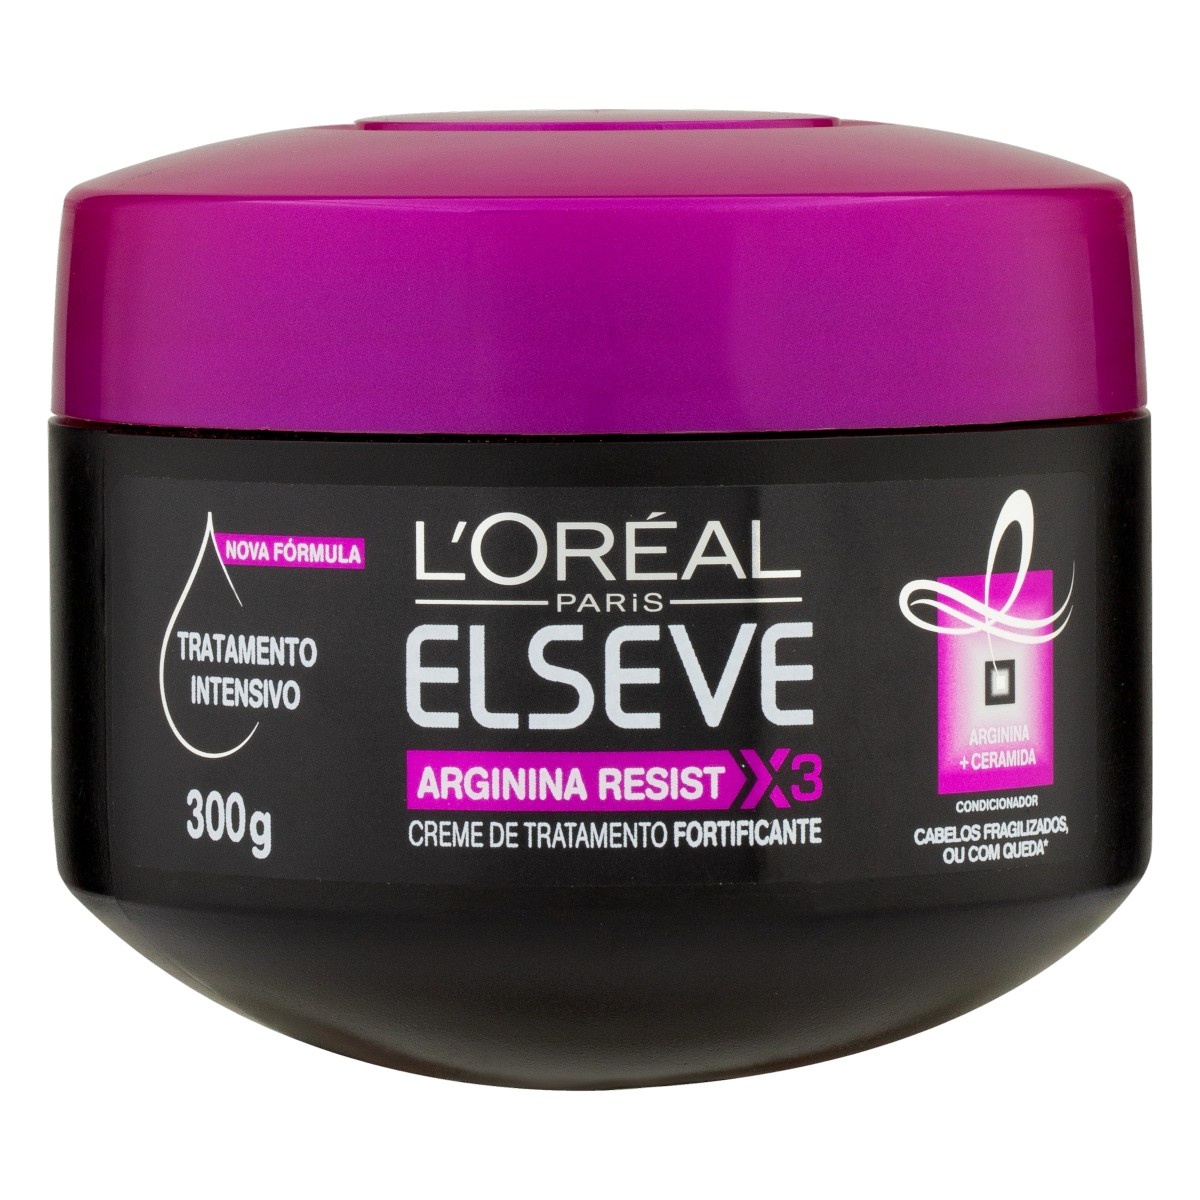 NOVA FÓRMULA
TRATAMENTO
INTENSIVO
300g
L'ORÉAL
PARiS
ELSEVE
ARGININA RESIST X3
CREME DE TRATAMENTO FORTIFICANTE
ARGININA
+ CERAMIDA
CONDICIONADOR
CABELOS FRAGILIZADOS,
OU COM QUEDA*